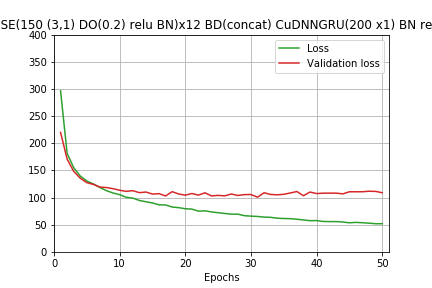 SE(150 (3,1) DO(0.2) relu BN)x12 BD(concat) CuDNNGRU(200 x1) BN re
400
350
300
250
200
150
100
50
0
Loss
Validation loss
0 10 20 30 40 50
Epochs